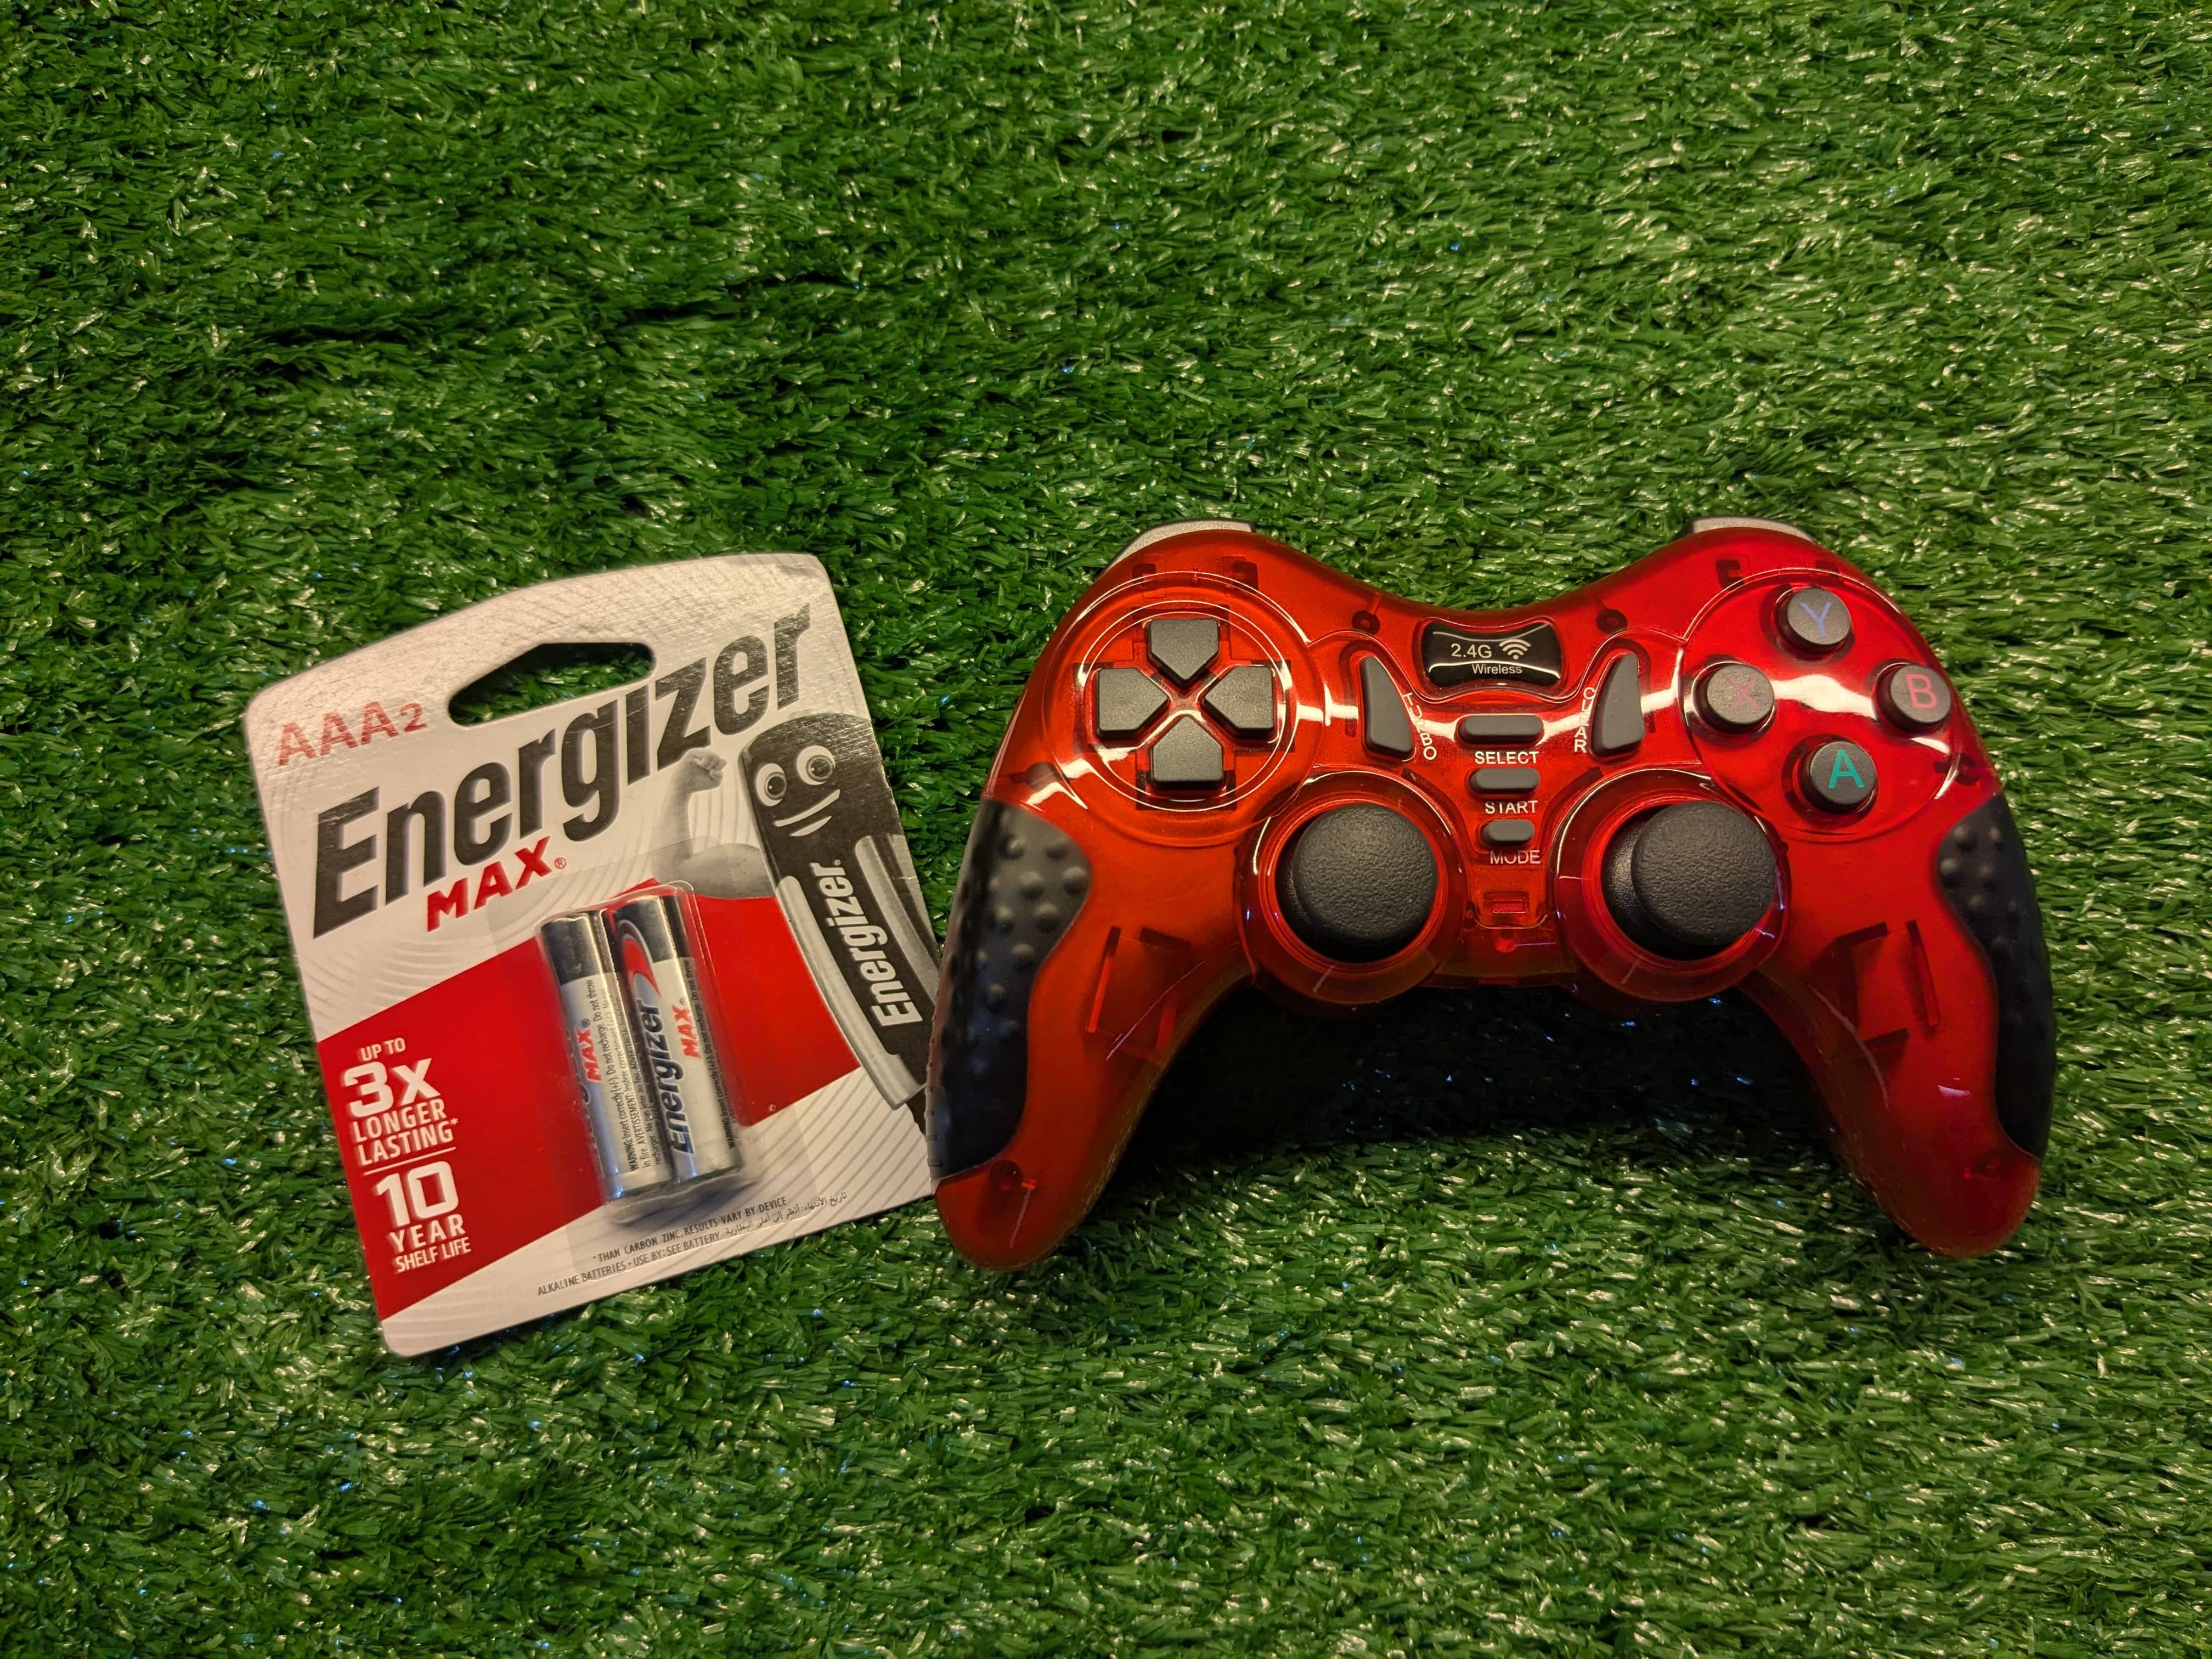 AAA2
Energizer
MAX®
Energizer.
UP TO
3X
LONGER
LASTING*
10
YEAR
SHELF LIFE
MAX®
Energizer
MAX®
*THAN CARBON ZINC. RESULTS VARY BY DEVICE
ALKALINE BATTERIES • USE BY: SEE BATTERY
2.4G
Wireless
TURBO
CLEAR
SELECT
START
MODE
Y
X
B
A